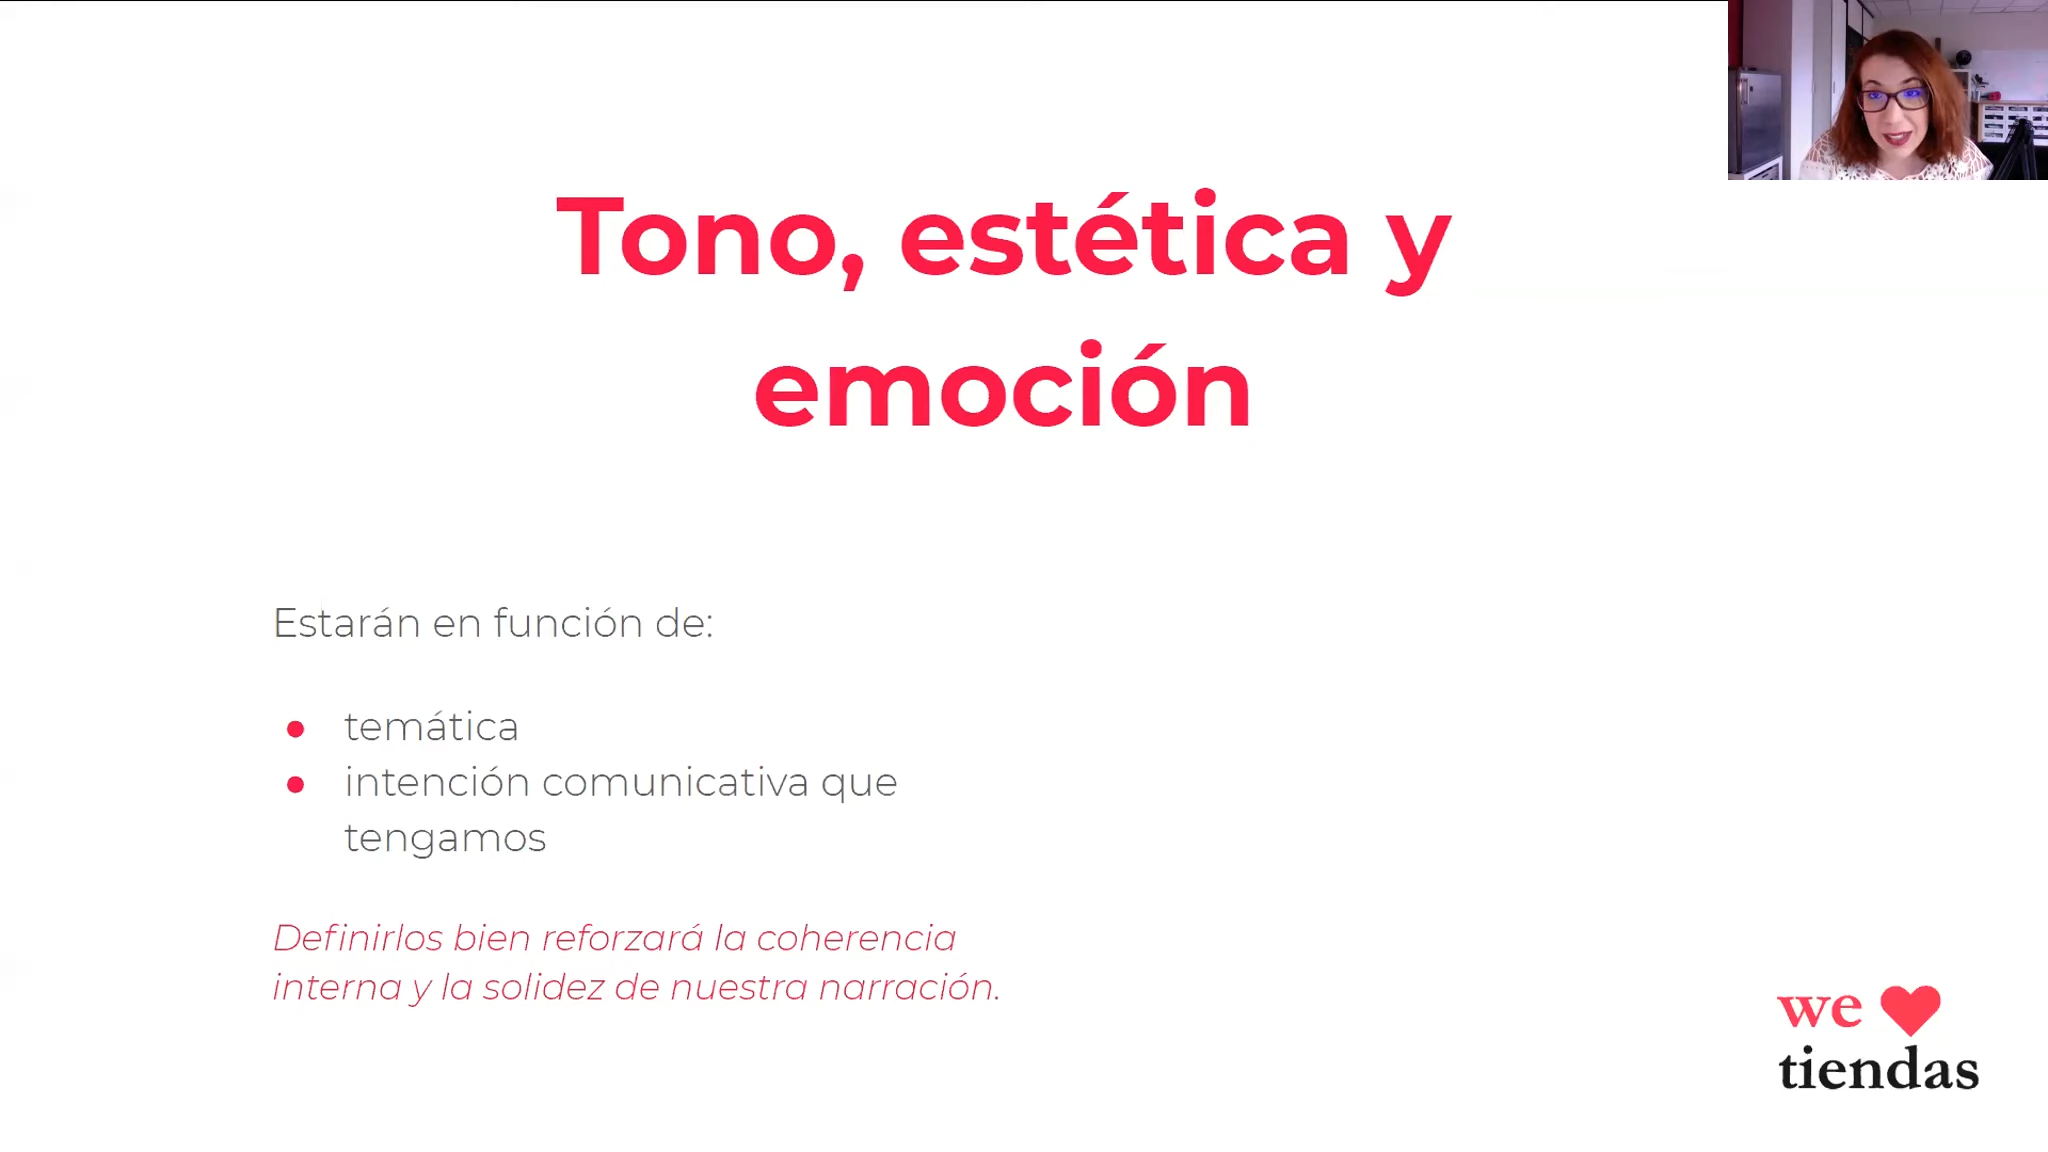 Tono, estética y
emoción
Estarán en función de:
● temática
● intención comunicativa que
tengamos
Definirlos bien reforzará la coherencia
interna y la solidez de nuestra narración.
we ❤
tiendas